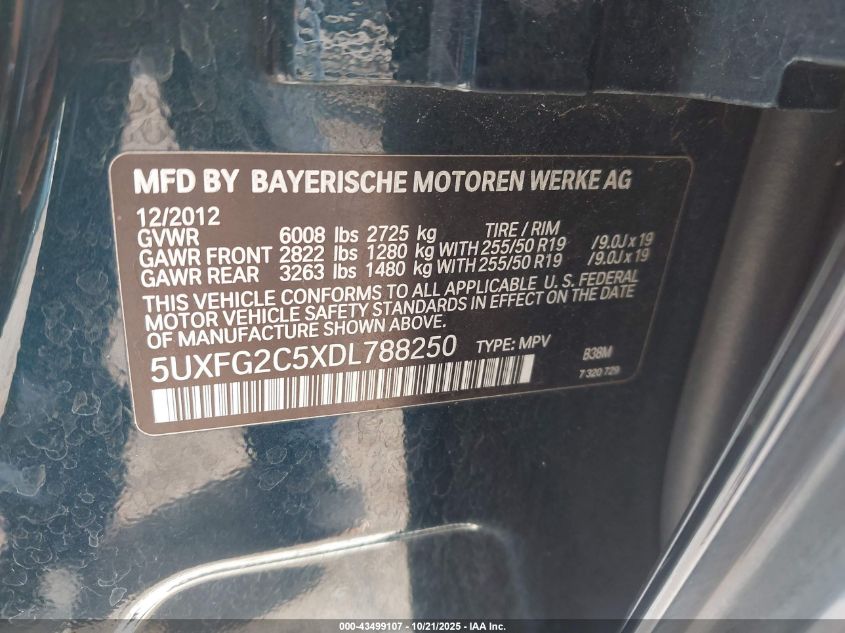 MFD BY BAYERISCHE MOTOREN WERKE AG
12/2012 TIRE / RIM
GVWR 6008 lbs 2725 kg
GAWR FRONT 2822 lbs 1280 kg WITH 255/50 R19 /9.0J x 19
GAWR REAR 3263 lbs 1480 kg WITH 255/50 R19 /9.0J x 19
THIS VEHICLE CONFORMS TO ALL APPLICABLE U. S. FEDERAL
MOTOR VEHICLE SAFETY STANDARDS IN EFFECT ON THE DATE
OF MANUFACTURE SHOWN ABOVE
5UXFG2C5XDL788250 TYPE: MPV B38M
7 320 729
000-43499107 - 10/21/2025 - IAA Inc.